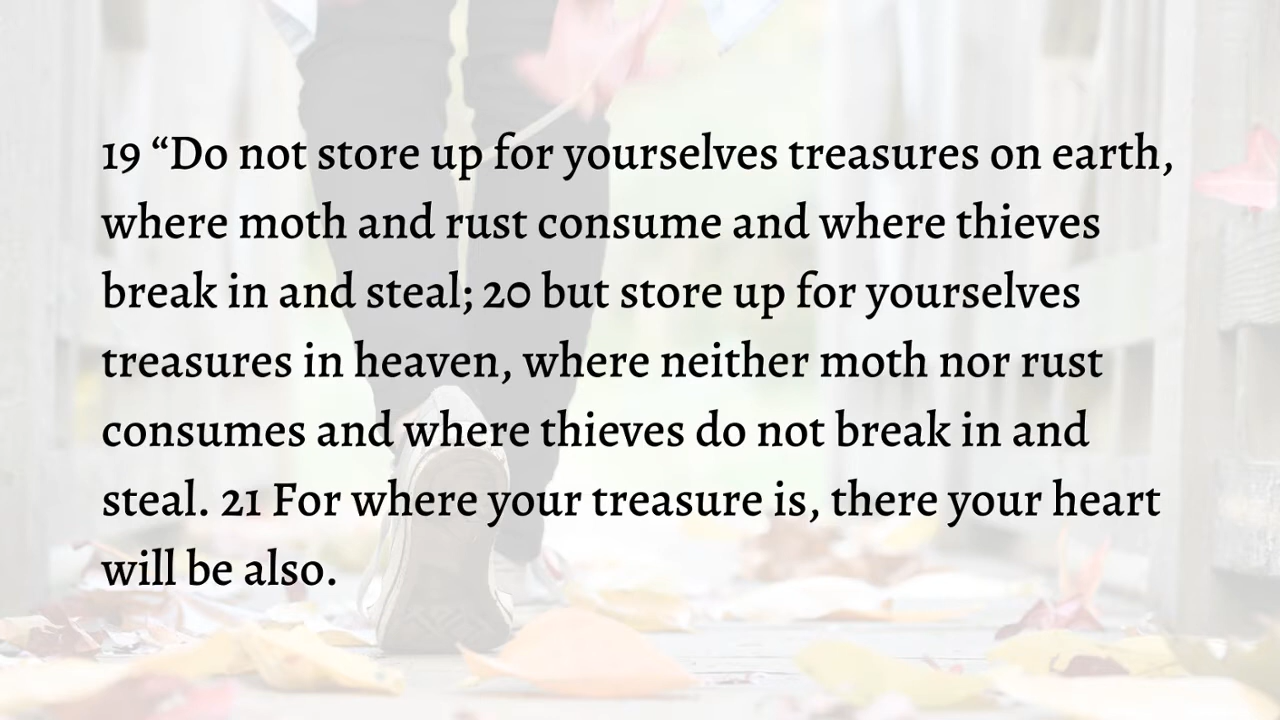 19 “Do not store up for yourselves treasures on earth,
where moth and rust consume and where thieves
break in and steal; 20 but store up for yourselves
treasures in heaven, where neither moth nor rust
consumes and where thieves do not break in and
steal. 21 For where your treasure is, there your heart
will be also.